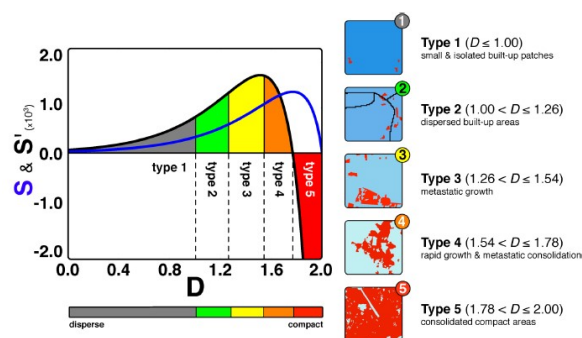 2.0
1.0
0.0
-1.0
-2.0
S & S' (x10³)
type 1
type 2
type 3
type 4
type 5
0.0 0.4 0.8 1.2 1.6 2.0
D
disperse compact
1
Type 1 (D ≤ 1.00)
small & isolated built-up patches
2
Type 2 (1.00 < D ≤ 1.26)
dispersed built-up areas
3
Type 3 (1.26 < D ≤ 1.54)
metastatic growth
4
Type 4 (1.54 < D ≤ 1.78)
rapid growth & metastatic consolidation
5
Type 5 (1.78 < D ≤ 2.00)
consolidated compact areas